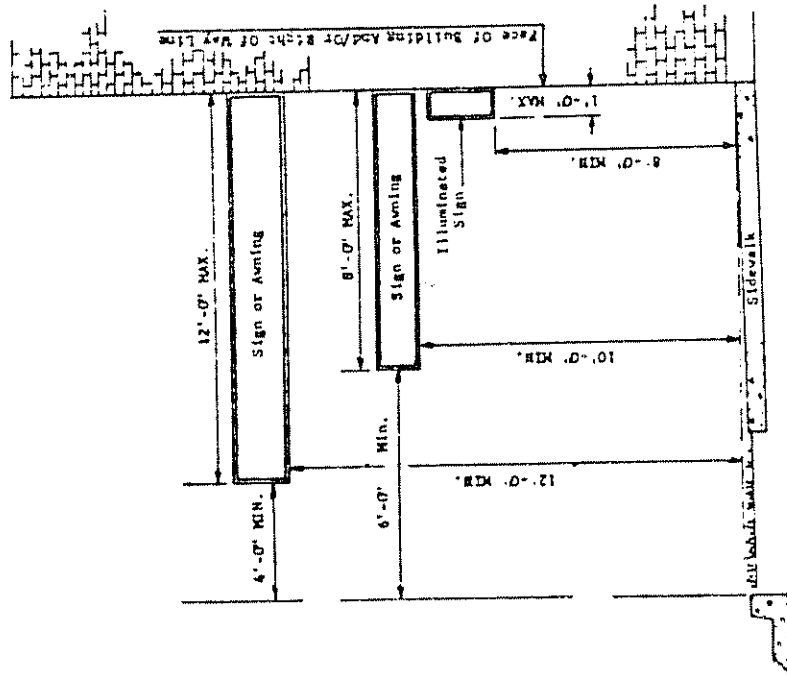 Face Of Building And/Or Right Of Way Line
12'-0" MAX.
Sign or Awning
4'-0" MIN.
8'-0" MAX.
Sign or Awning
6'-0" Min.
Illuminated
Sign
1'-0" MAX.
8'-0" MIN.
10'-0" MIN.
12'-0" MIN.
Sidewalk